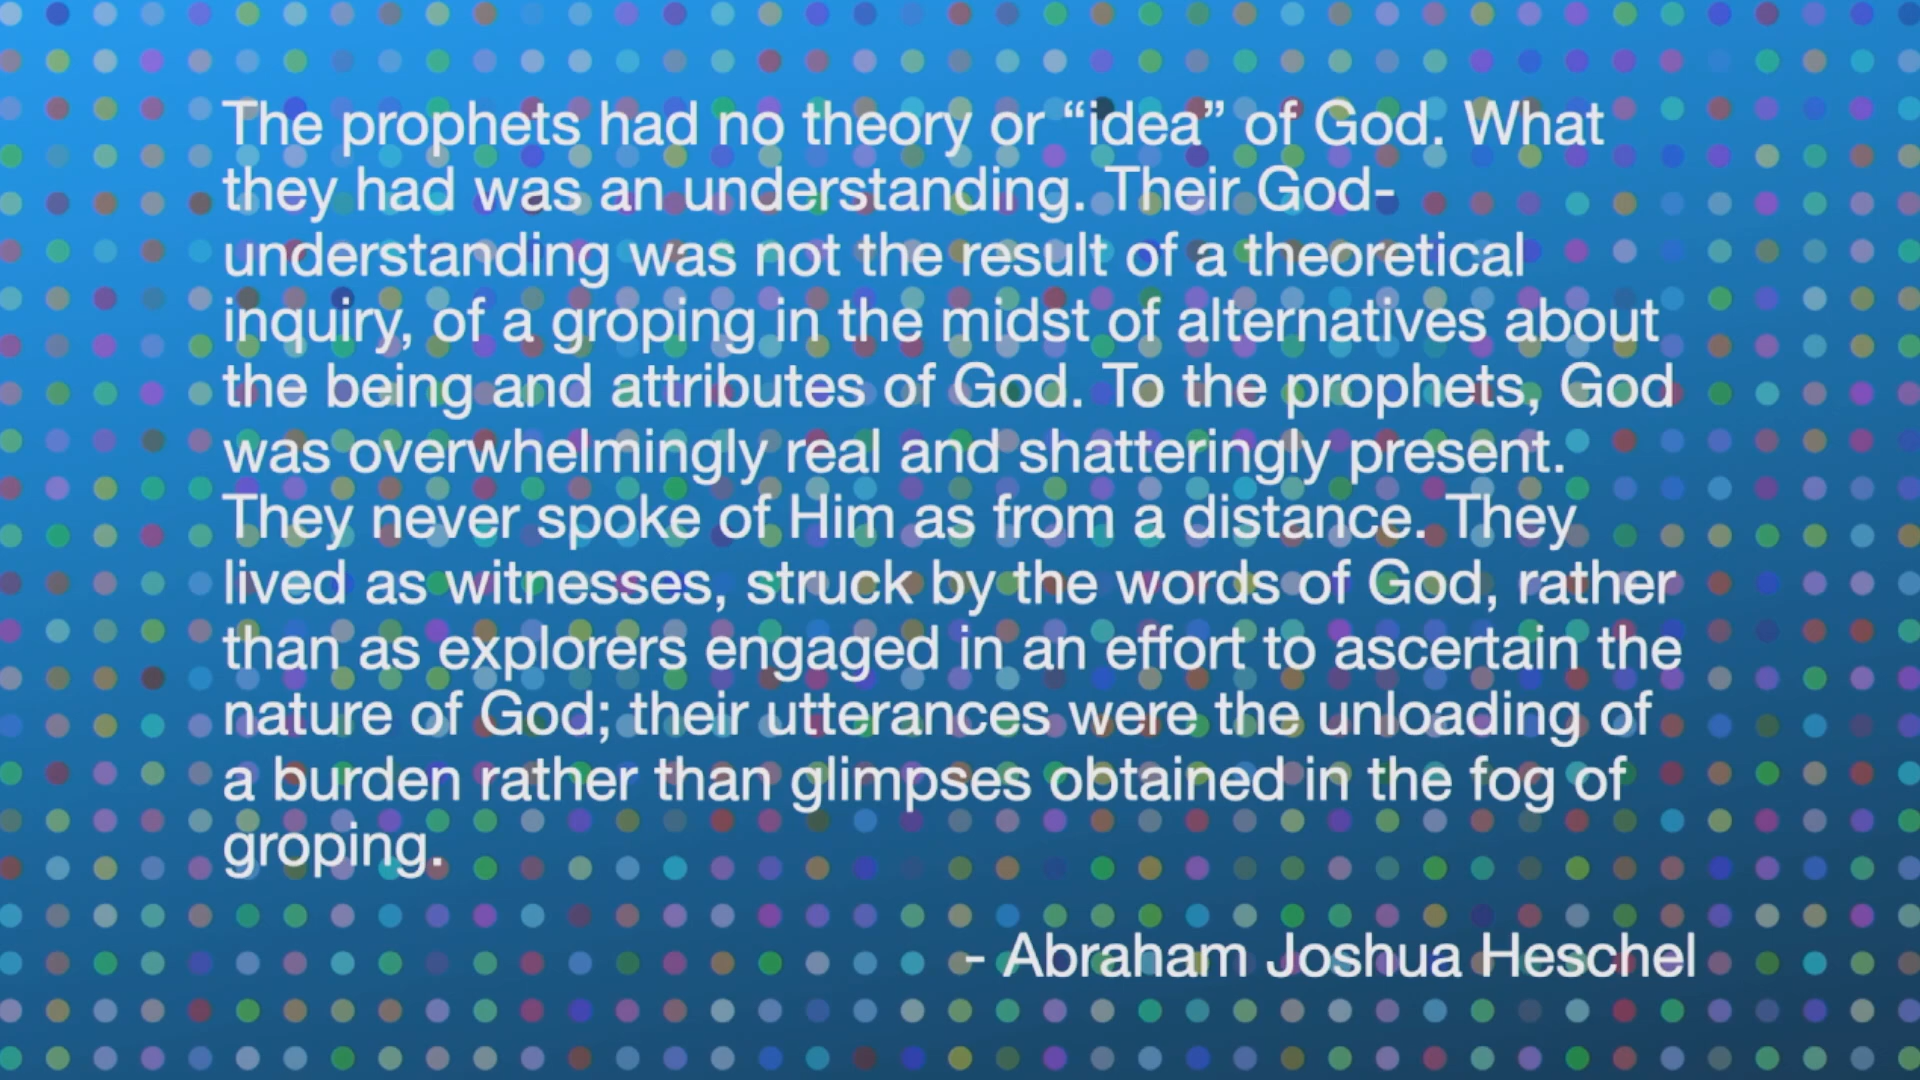 The prophets had no theory or “idea” of God. What
they had was an understanding. Their God-
understanding was not the result of a theoretical
inquiry, of a groping in the midst of alternatives about
the being and attributes of God. To the prophets, God
was overwhelmingly real and shatteringly present.
They never spoke of Him as from a distance. They
lived as witnesses, struck by the words of God, rather
than as explorers engaged in an effort to ascertain the
nature of God; their utterances were the unloading of
a burden rather than glimpses obtained in the fog of
groping.
- Abraham Joshua Heschel